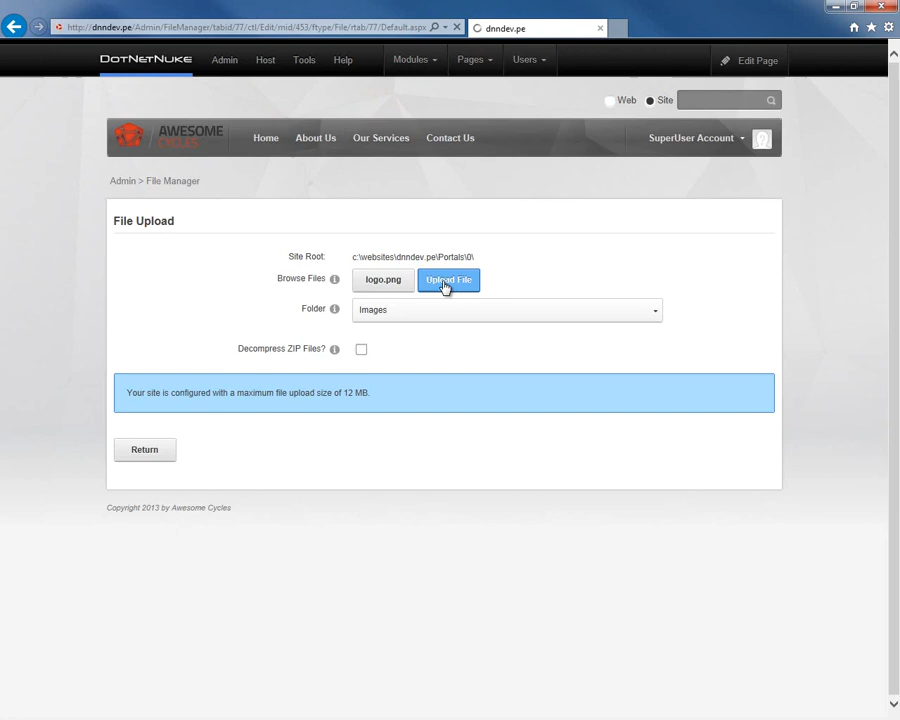 http://dnndev.pe/Admin/FileManager/tabid/77/ctl/Edit/mid/453/ftype/File/rtab/77/Default.aspx
dnndev.pe
DOTNETNUKE Admin Host Tools Help Modules Pages Users Edit Page
Web Site
AWESOME
CYCLES
Home About Us Our Services Contact Us SuperUser Account
Admin > File Manager
File Upload
Site Root: c:\websites\dnndev.pe\Portals\0\
Browse Files logo.png Upload File
Folder Images
Decompress ZIP Files?
Your site is configured with a maximum file upload size of 12 MB.
Return
Copyright 2013 by Awesome Cycles